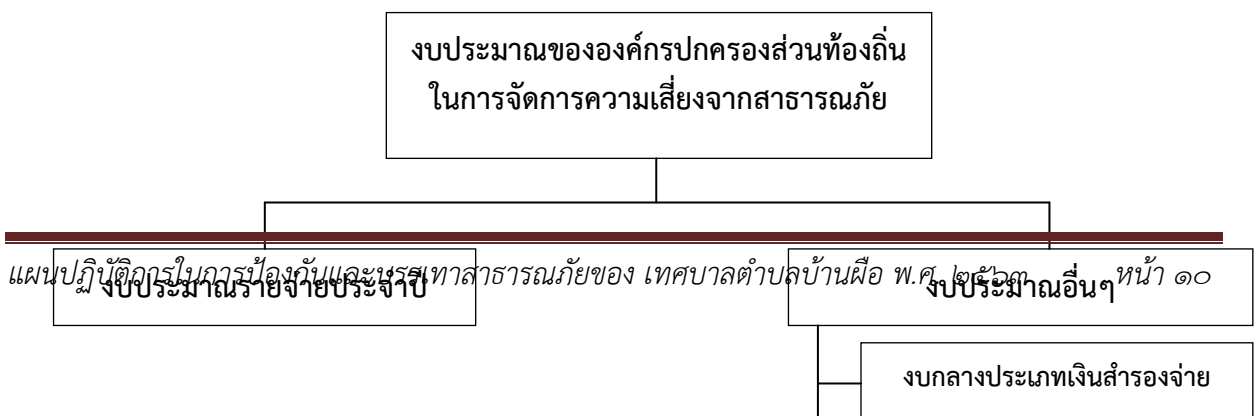 งบประมาณขององค์กรปกครองส่วนท้องถิ่น
ในการจัดการความเสี่ยงจากสาธารณภัย
แผนปฏิบัติการในการป้องกันและบรรเทาสาธารณภัยของ เทศบาลตำบลบ้านผือ พ.ศ. ๒๕๖๓ หน้า ๑๐
งบประมาณรายจ่ายประจำปี
งบประมาณอื่นๆ
งบกลางประเภทเงินสำรองจ่าย